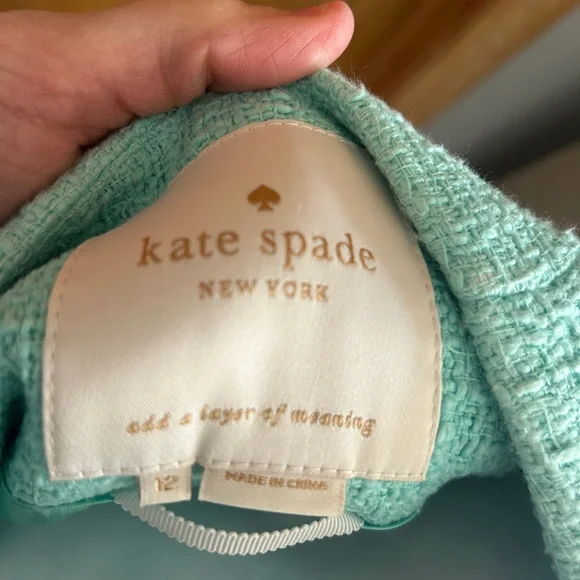 kate spade
NEW YORK
add a layer of meaning
12
MADE IN CHINA